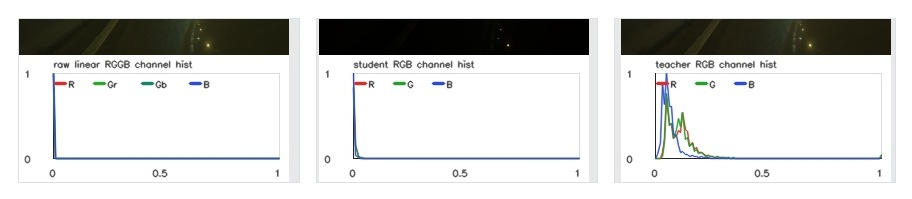 raw linear RGGB channel hist
1
R Gr Gb B
0
0 0.5 1
student RGB channel hist
1
R G B
0
0 0.5 1
teacher RGB channel hist
1
R G B
0
0 0.5 1